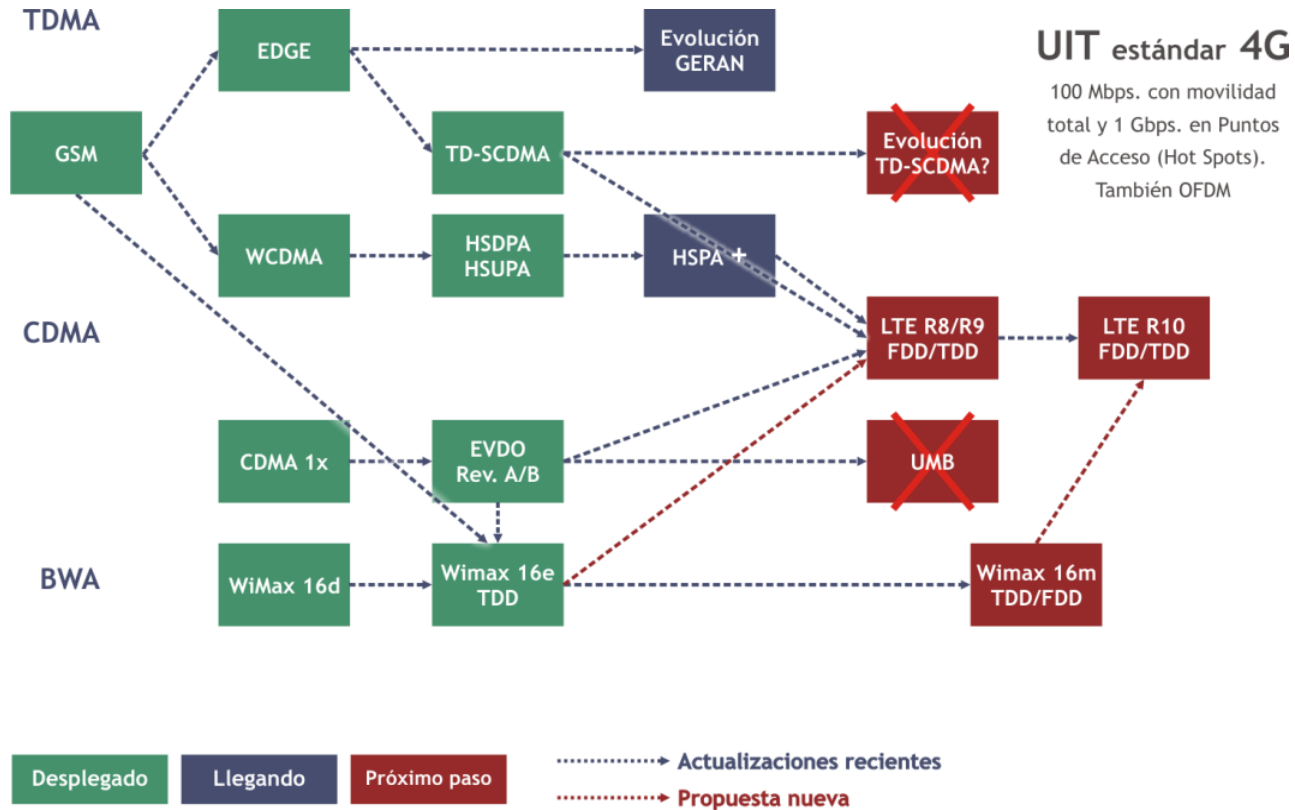 TDMA
EDGE
Evolución
GERAN
UIT estándar 4G
100 Mbps. con movilidad
total y 1 Gbps. en Puntos
de Acceso (Hot Spots).
También OFDM
GSM
TD-SCDMA
Evolución
TD-SCDMA?
WCDMA
HSDPA
HSUPA
HSPA +
CDMA
LTE R8/R9
FDD/TDD
LTE R10
FDD/TDD
CDMA 1x
EVDO
Rev. A/B
UMB
BWA
WiMax 16d
Wimax 16e
TDD
Wimax 16m
TDD/FDD
Desplegado
Llegando
Próximo paso
Actualizaciones recientes
Propuesta nueva